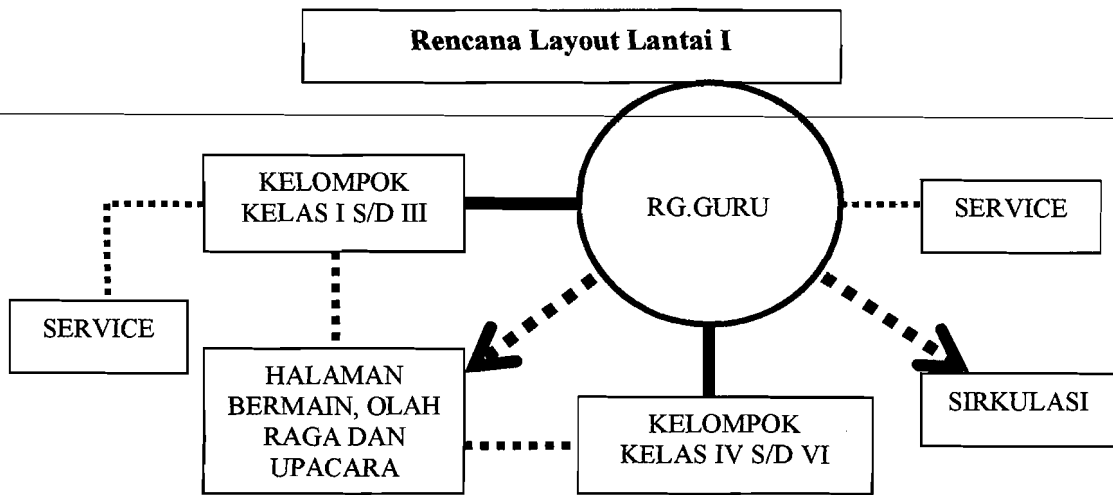 Rencana Layout Lantai I
KELOMPOK
KELAS I S/D III
RG.GURU
SERVICE
SERVICE
HALAMAN
BERMAIN, OLAH
RAGA DAN
UPACARA
KELOMPOK
KELAS IV S/D VI
SIRKULASI